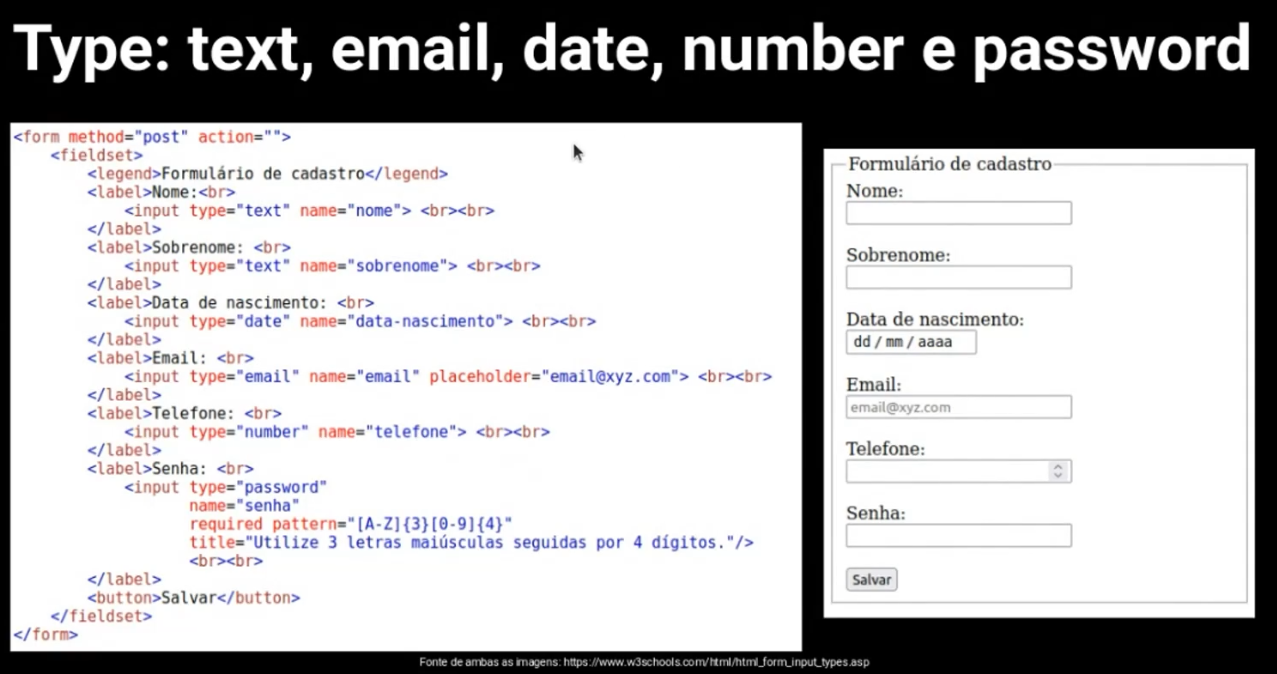 Type: text, email, date, number e password
<form method="post" action="">
<fieldset>
<legend>Formulário de cadastro</legend>
<label>Nome:<br>
<input type="text" name="nome"> <br><br>
</label>
<label>Sobrenome: <br>
<input type="text" name="sobrenome"> <br><br>
</label>
<label>Data de nascimento: <br>
<input type="date" name="data-nascimento"> <br><br>
</label>
<label>Email: <br>
<input type="email" name="email" placeholder="email@xyz.com"> <br><br>
</label>
<label>Telefone: <br>
<input type="number" name="telefone"> <br><br>
</label>
<label>Senha: <br>
<input type="password"
name="senha"
required pattern="[A-Z]{3}[0-9]{4}"
title="Utilize 3 letras maiúsculas seguidas por 4 dígitos."/>
<br><br>
</label>
<button>Salvar</button>
</fieldset>
</form>
Formulário de cadastro
Nome:
Sobrenome:
Data de nascimento:
dd / mm / aaaa
Email:
email@xyz.com
Telefone:
Senha:
Salvar
Fonte de ambas as imagens: https://www.w3schools.com/html/html_form_input_types.asp